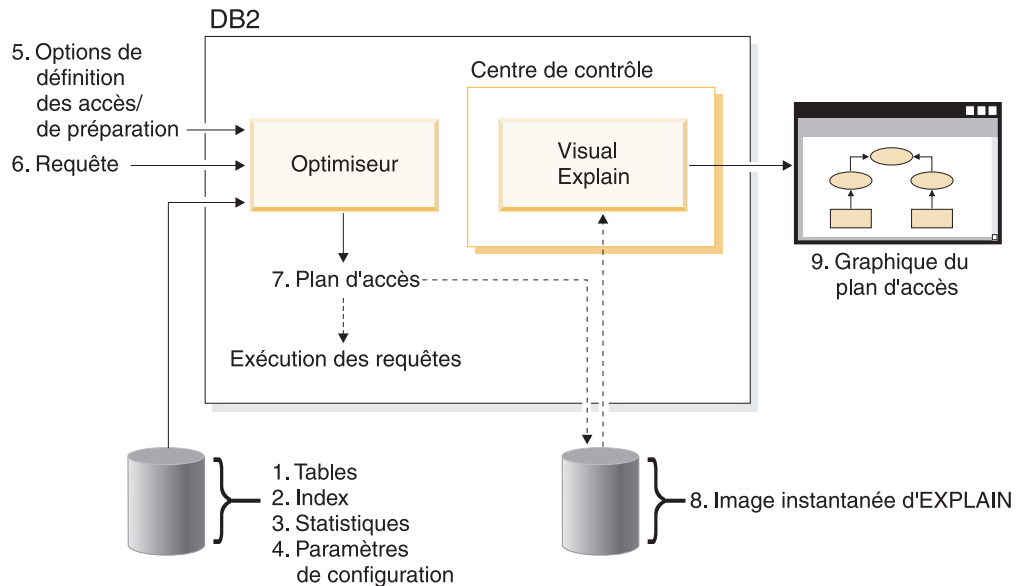 DB2
5. Options de
définition
des accès/
de préparation
6. Requête
Centre de contrôle
Optimiseur
Visual
Explain
7. Plan d'accès
Exécution des requêtes
9. Graphique du
plan d'accès
1. Tables
2. Index
3. Statistiques
4. Paramètres
de configuration
8. Image instantanée d'EXPLAIN